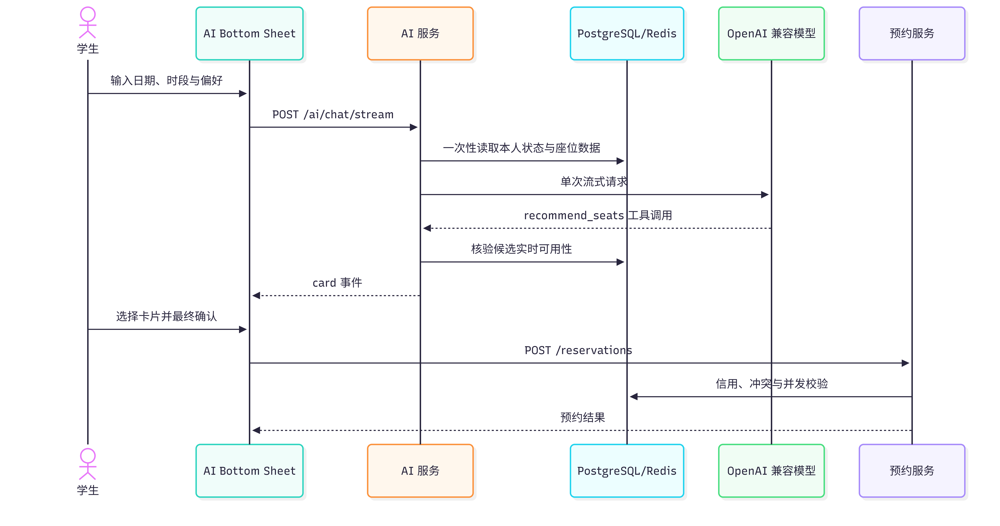 学生
AI Bottom Sheet
AI 服务
PostgreSQL/Redis
OpenAI 兼容模型
预约服务
输入日期、时段与偏好
POST /ai/chat/stream
一次性读取本人状态与座位数据
单次流式请求
recommend_seats 工具调用
核验候选实时可用性
card 事件
选择卡片并最终确认
POST /reservations
信用、冲突与并发校验
预约结果
学生
AI Bottom Sheet
AI 服务
PostgreSQL/Redis
OpenAI 兼容模型
预约服务